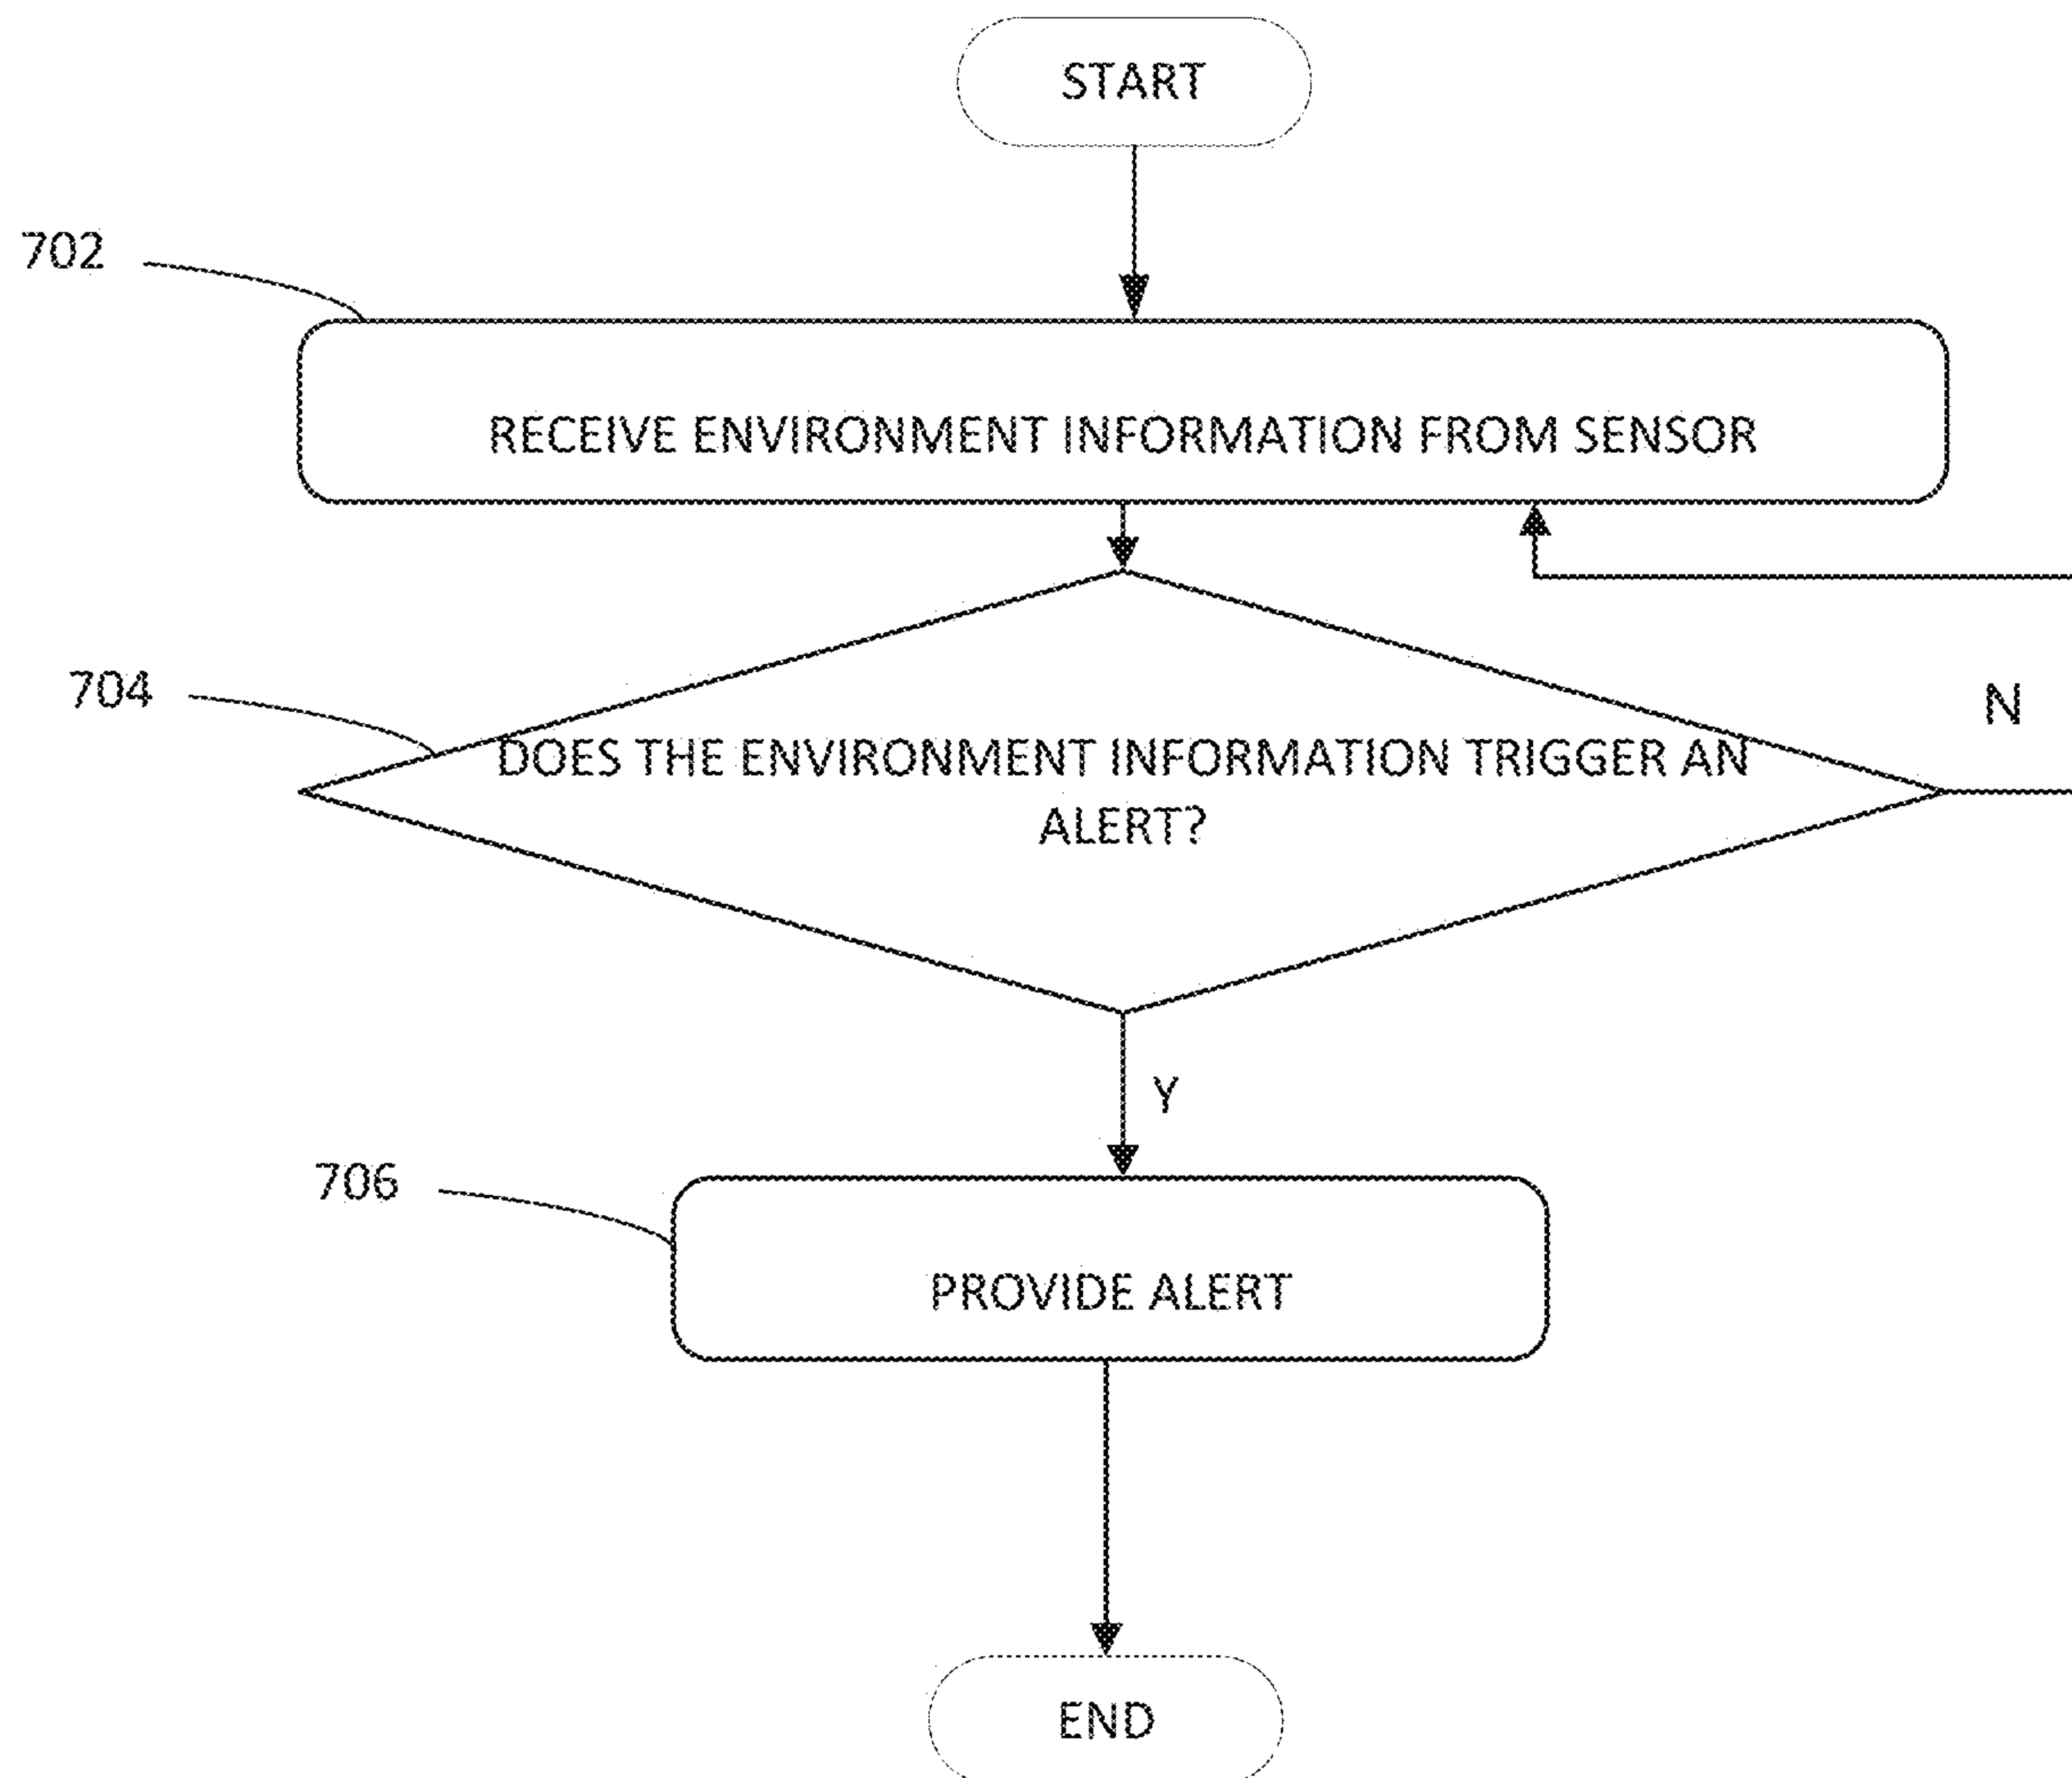 START
702
RECEIVE ENVIRONMENT INFORMATION FROM SENSOR
704
N
DOES THE ENVIRONMENT INFORMATION TRIGGER AN
ALERT?
Y
706
PROVIDE ALERT
END